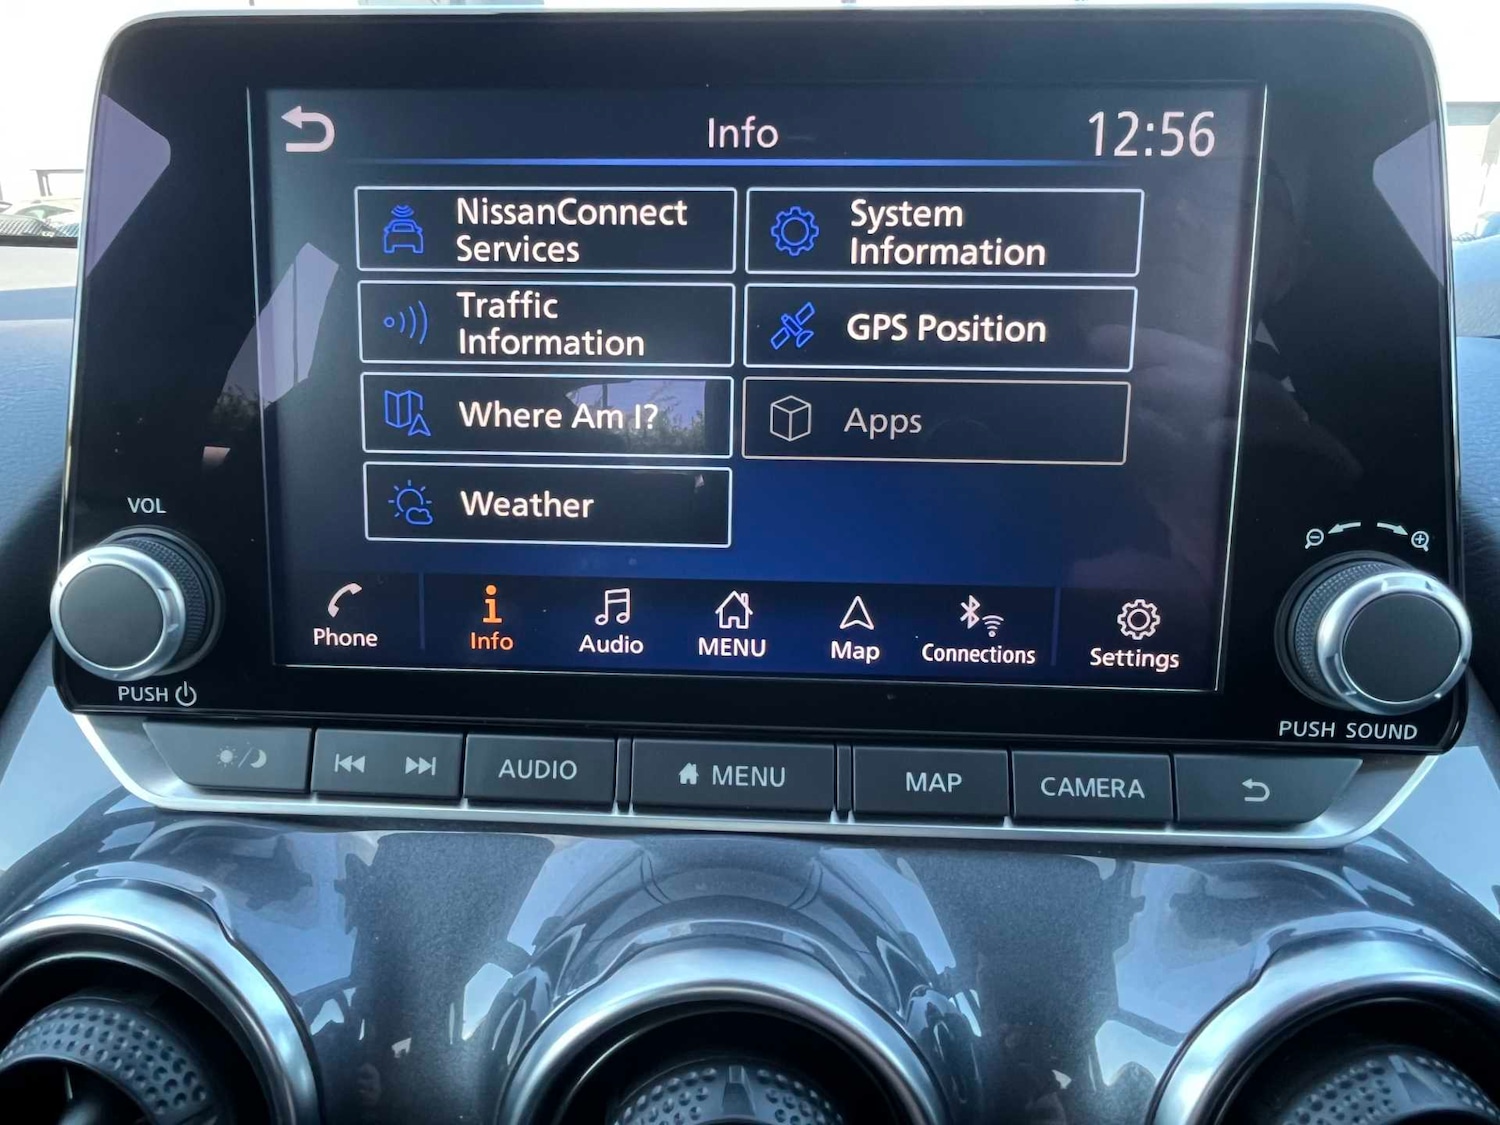 Info
12:56
NissanConnect
Services
System
Information
Traffic
Information
GPS Position
Where Am I?
Apps
Weather
Phone
Info
Audio
MENU
Map
Connections
Settings
VOL
PUSH
PUSH SOUND
AUDIO
MENU
MAP
CAMERA